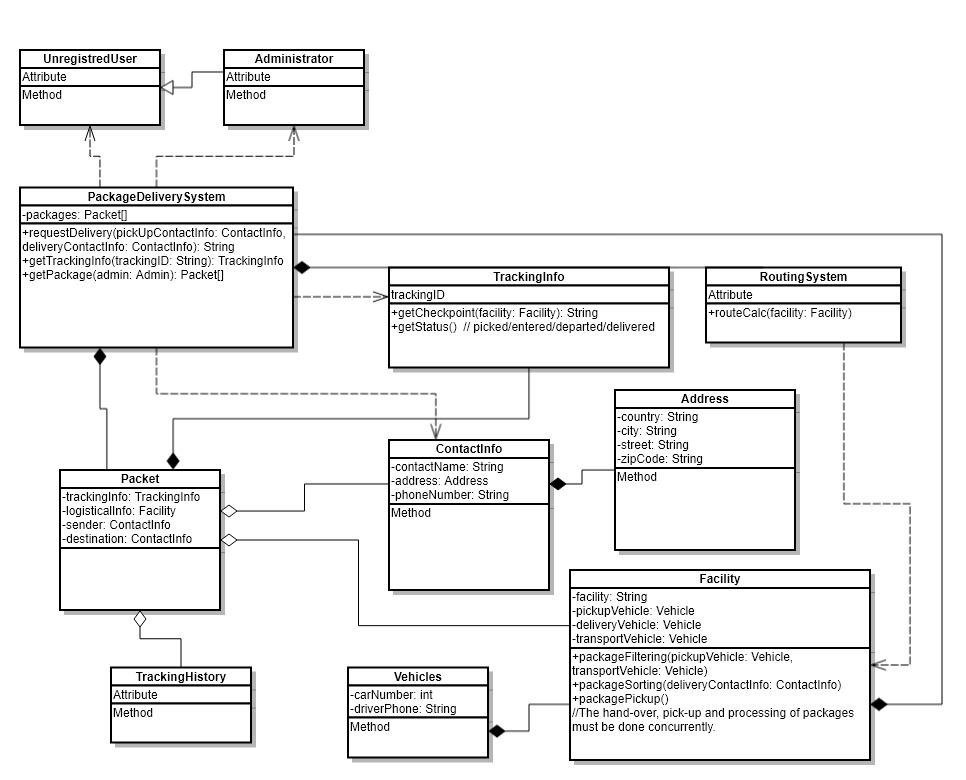 UnregistredUser
Attribute
Method
Administrator
Attribute
Method
PackageDeliverySystem
-packages: Packet[]
+requestDelivery(pickUpContactInfo: ContactInfo,
deliveryContactInfo: ContactInfo): String
+getTrackingInfo(trackingID: String): TrackingInfo
+getPackage(admin: Admin): Packet[]
TrackingInfo
trackingID
+getCheckpoint(facility: Facility): String
+getStatus()  // picked/entered/departed/delivered
RoutingSystem
Attribute
+routeCalc(facility: Facility)
Address
-country: String
-city: String
-street: String
-zipCode: String
Method
ContactInfo
-contactName: String
-address: Address
-phoneNumber: String
Method
Packet
-trackingInfo: TrackingInfo
-logisticalInfo: Facility
-sender: ContactInfo
-destination: ContactInfo
Facility
-facility: String
-pickupVehicle: Vehicle
-deliveryVehicle: Vehicle
-transportVehicle: Vehicle
+packageFiltering(pickupVehicle: Vehicle,
transportVehicle: Vehicle)
+packageSorting(deliveryContactInfo: ContactInfo)
+packagePickup()
//The hand-over, pick-up and processing of packages
must be done concurrently.
TrackingHistory
Attribute
Method
Vehicles
-carNumber: int
-driverPhone: String
Method